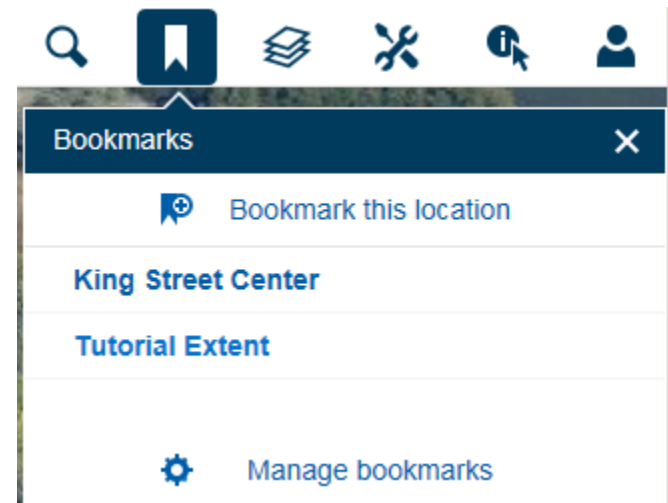 Bookmarks
Bookmark this location
King Street Center
Tutorial Extent
Manage bookmarks